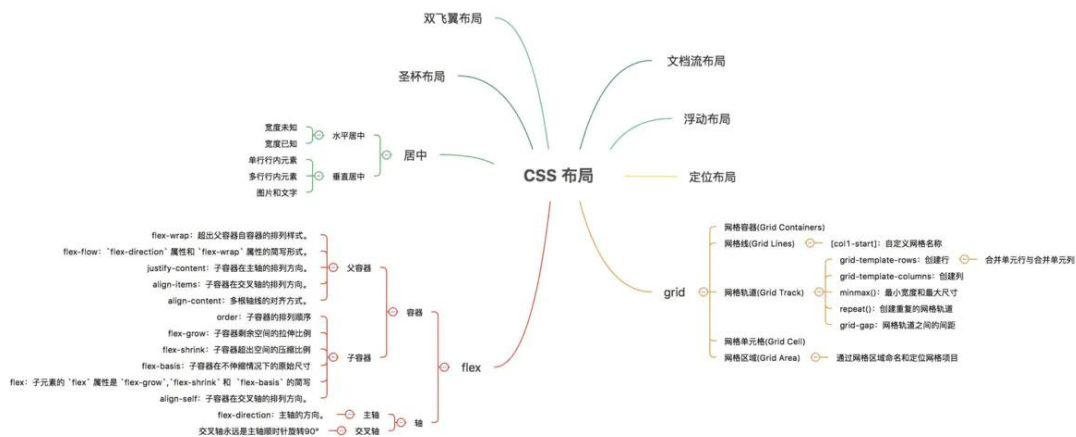 CSS 布局
双飞翼布局
圣杯布局
居中
水平居中
宽度未知
宽度已知
垂直居中
单行行内元素
多行行内元素
图片和文字
flex
容器
父容器
flex-wrap：超出父容器自容器的排列样式。
flex-flow：`flex-direction` 属性和 `flex-wrap` 属性的简写形式。
justify-content：子容器在主轴的排列方向。
align-items：子容器在交叉轴的排列方向。
align-content：多根轴线的对齐方式。
子容器
order：子容器的排列顺序
flex-grow：子容器剩余空间的拉伸比例
flex-shrink：子容器超出空间的压缩比例
flex-basis：子容器在不伸缩情况下的原始尺寸
flex：子元素的 `flex` 属性是 `flex-grow`,`flex-shrink` 和 `flex-basis` 的简写
align-self：子容器在交叉轴的排列方向。
轴
主轴
flex-direction：主轴的方向。
交叉轴
交叉轴永远是主轴顺时针旋转90°
文档流布局
浮动布局
定位布局
grid
网格容器(Grid Containers)
网格线(Grid Lines)
[col1-start]：自定义网格名称
网格轨道(Grid Track)
grid-template-rows：创建行
合并单元行与合并单元列
grid-template-columns：创建列
minmax()：最小宽度和最大尺寸
repeat()：创建重复的网格轨道
grid-gap：网格轨道之间的间距
网格单元格(Grid Cell)
网格区域(Grid Area)
通过网格区域命名和定位网格项目